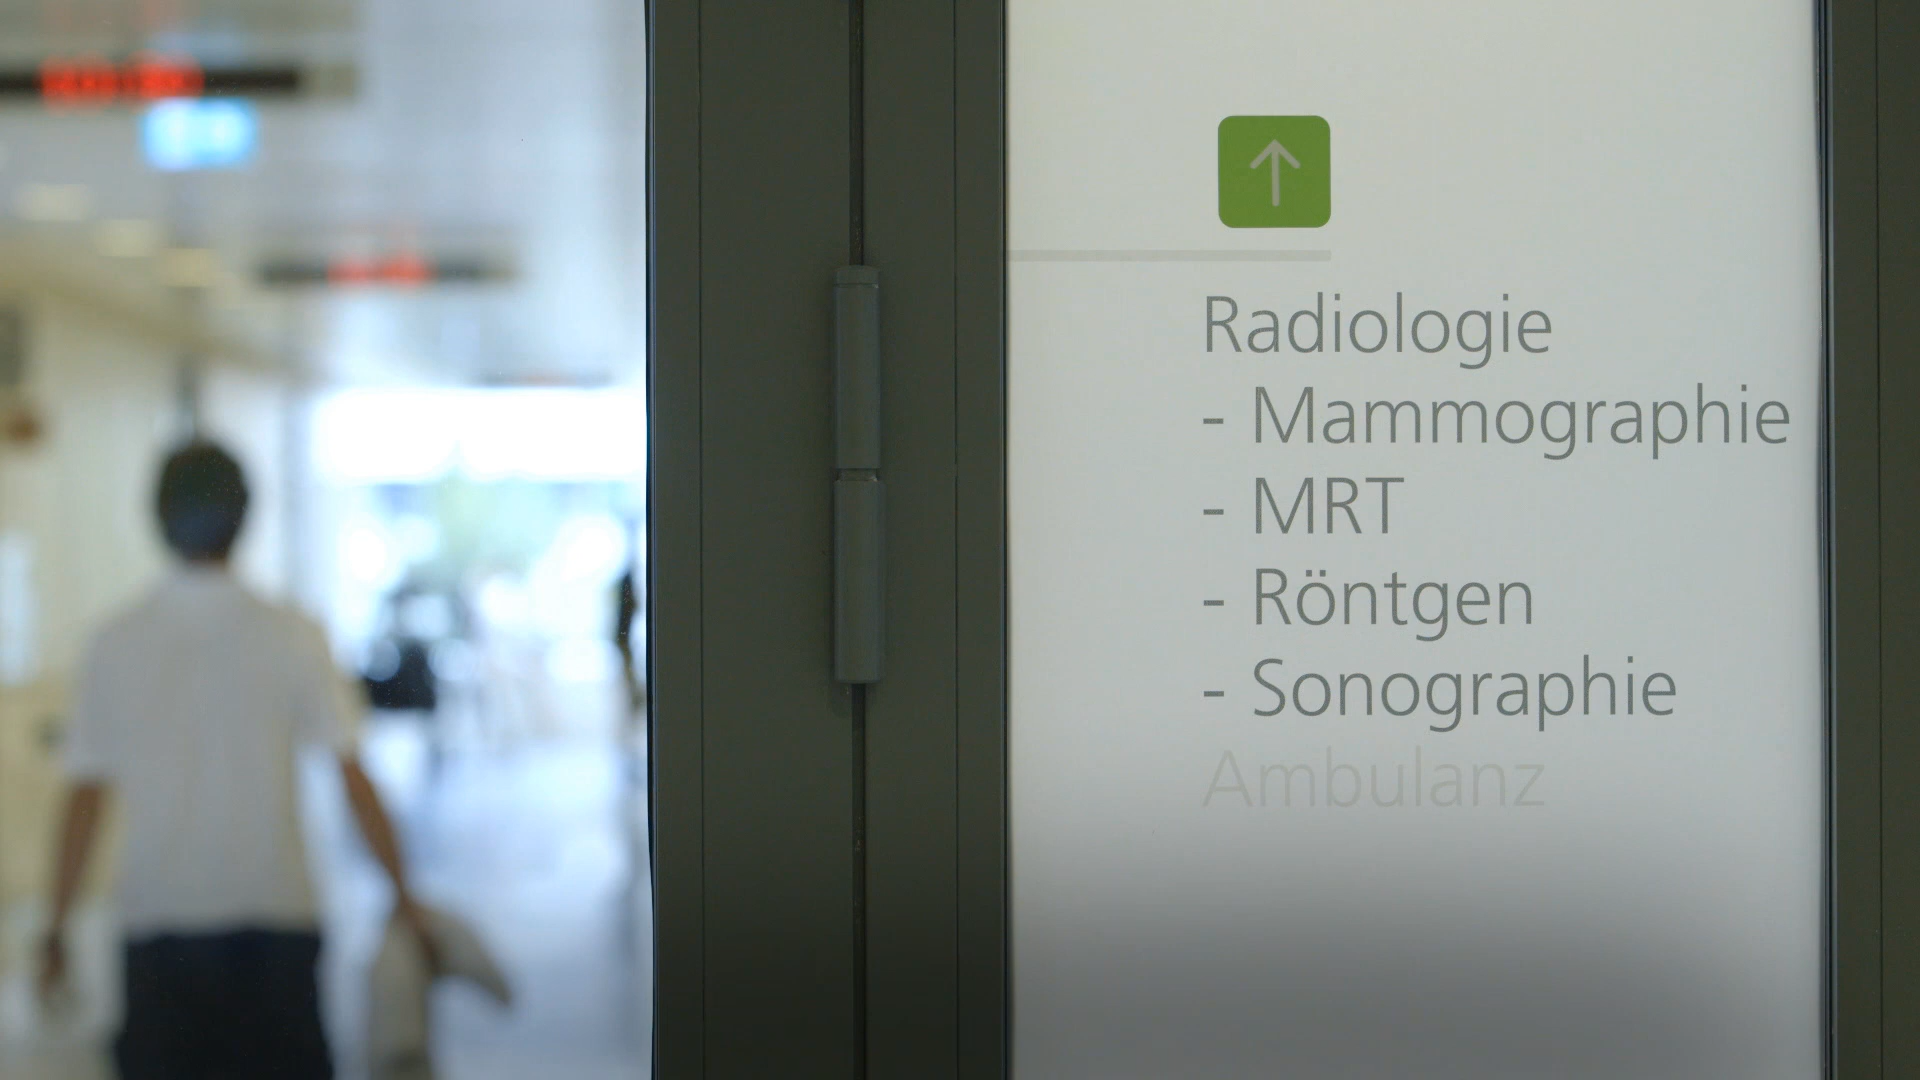 Radiologie
- Mammographie
- MRT
- Röntgen
- Sonographie
Ambulanz